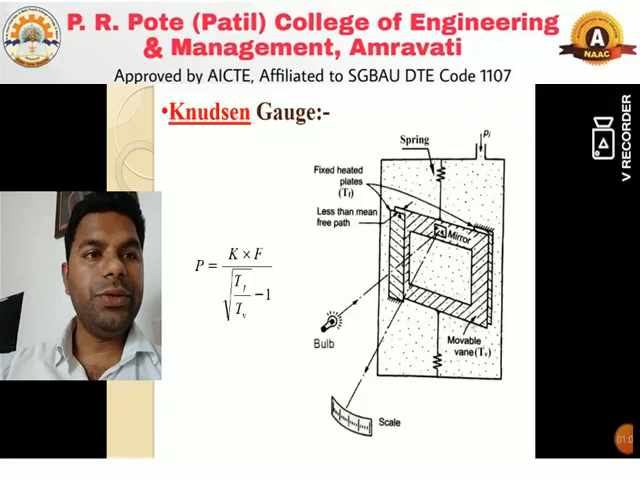 P. R. Pote (Patil) College of Engineering
& Management, Amravati
Approved by AICTE, Affiliated to SGBAU DTE Code 1107
A
NAAC
•Knudsen Gauge:-
Spring
Pi
Fixed heated
plates
(Tf)
Less than mean
free path
Mirror
P = K × F / √(Tf/Tv) −1
Bulb
Movable
vane (Tv)
Scale
V RECORDER
01:0